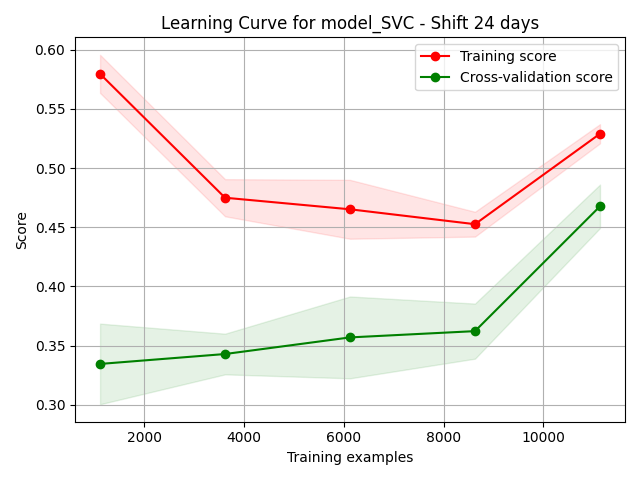 Learning Curve for model_SVC - Shift 24 days
Training score
Cross-validation score
0.60
0.55
0.50
0.45
0.40
0.35
0.30
Score
2000 4000 6000 8000 10000
Training examples